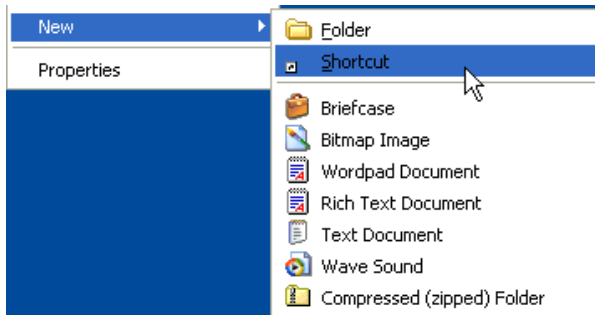 New
Properties
Folder
Shortcut
Briefcase
Bitmap Image
Wordpad Document
Rich Text Document
Text Document
Wave Sound
Compressed (zipped) Folder